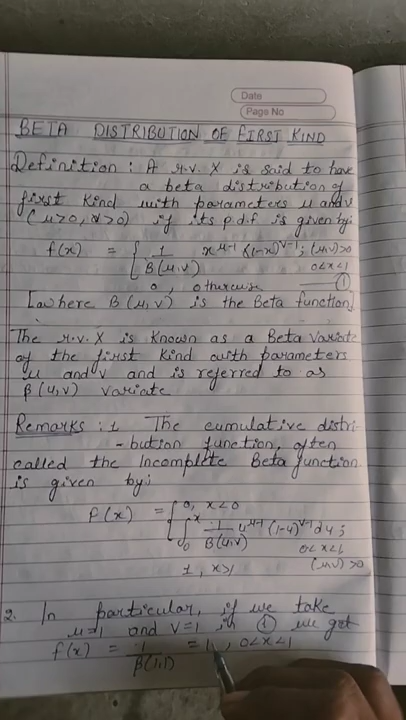 Date
Page No
BETA DISTRIBUTION OF FIRST KIND
Definition : A r.v. X is said to have
a beta distribution of
first kind with parameters μ and ν
(μ>0, ν>0) if its p.d.f is given by:
f(x) = { 1/B(μ,ν) x^μ-1 (1-x)^ν-1 ; (μ,ν)>0
0<x<1
0, otherwise ①
[where B(μ,ν) is the Beta function]
The r.v. X is known as a Beta Variate
of the first kind with parameters
μ and ν and is referred to as
β(μ,ν) variate
Remarks : 1 The cumulative distri-
-bution function, often
called the Incomplete Beta function
is given by:
F(x) = { 0, x<0
∫₀^x 1/B(μ,ν) u^μ-1 (1-u)^ν-1 du ;
0<x<1
1, x>1 (μ,ν)>0
2. In particular, if we take
μ=1 and ν=1 in ① we get
f(x) = 1/β(1,1) = 1, 0<x<1